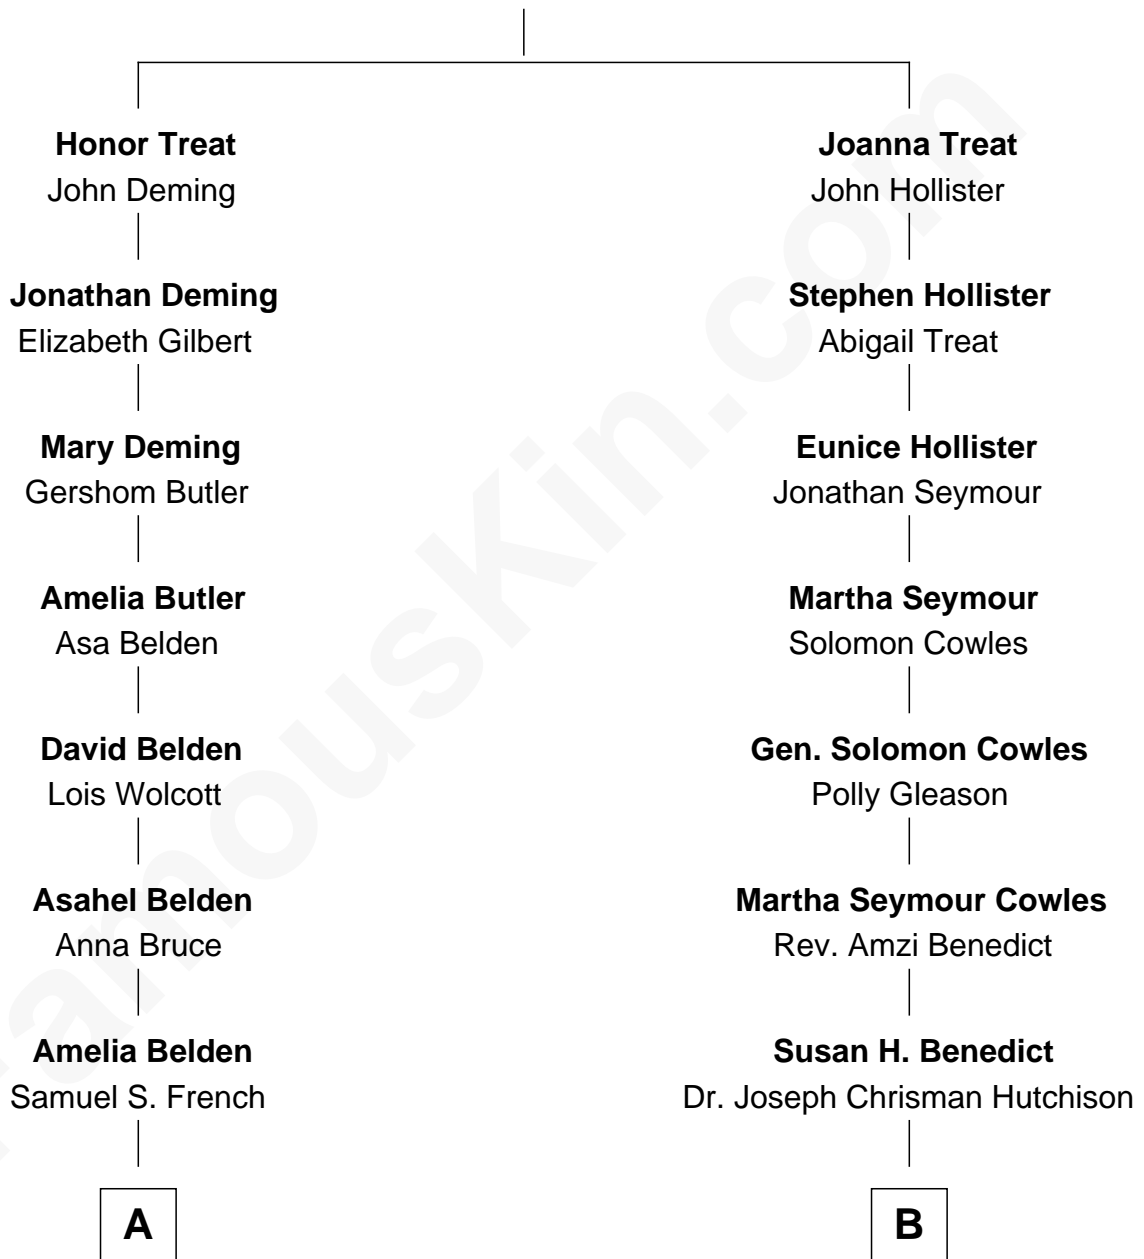 Honor Treat
John Deming
Jonathan Deming
Elizabeth Gilbert
Mary Deming
Gershom Butler
Amelia Butler
Asa Belden
David Belden
Lois Wolcott
Asahel Belden
Anna Bruce
Amelia Belden
Samuel S. French
A
Joanna Treat
John Hollister
Stephen Hollister
Abigail Treat
Eunice Hollister
Jonathan Seymour
Martha Seymour
Solomon Cowles
Gen. Solomon Cowles
Polly Gleason
Martha Seymour Cowles
Rev. Amzi Benedict
Susan H. Benedict
Dr. Joseph Chrisman Hutchison
B
FamousKin.com